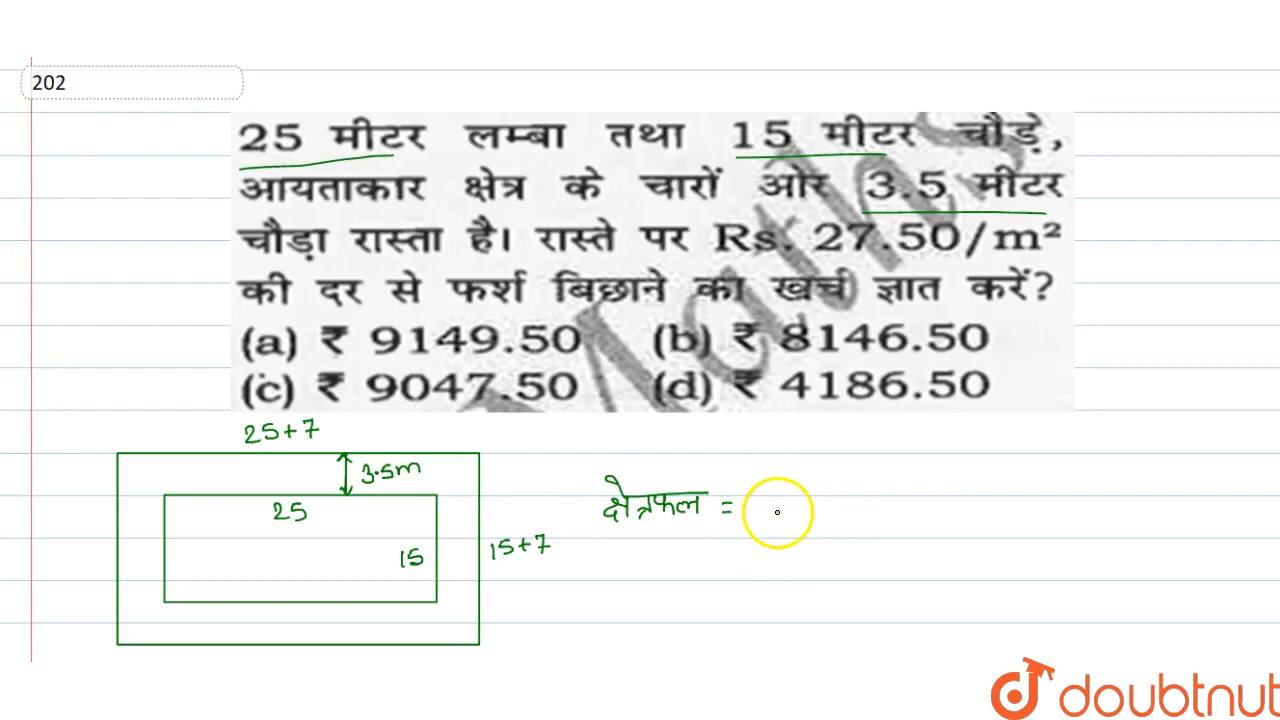 202
25 मीटर लम्बा तथा 15 मीटर चौड़े,
आयताकार क्षेत्र के चारों ओर 3.5 मीटर
चौड़ा रास्ता है। रास्ते पर Rs. 27.50/m²
की दर से फर्श बिछाने का खर्च ज्ञात करें?
(a) ₹ 9149.50 (b) ₹ 8146.50
(c) ₹ 9047.50 (d) ₹ 4186.50
Maths
25+7
3.5m
25
15
15+7
क्षेत्रफल =
doubtnut